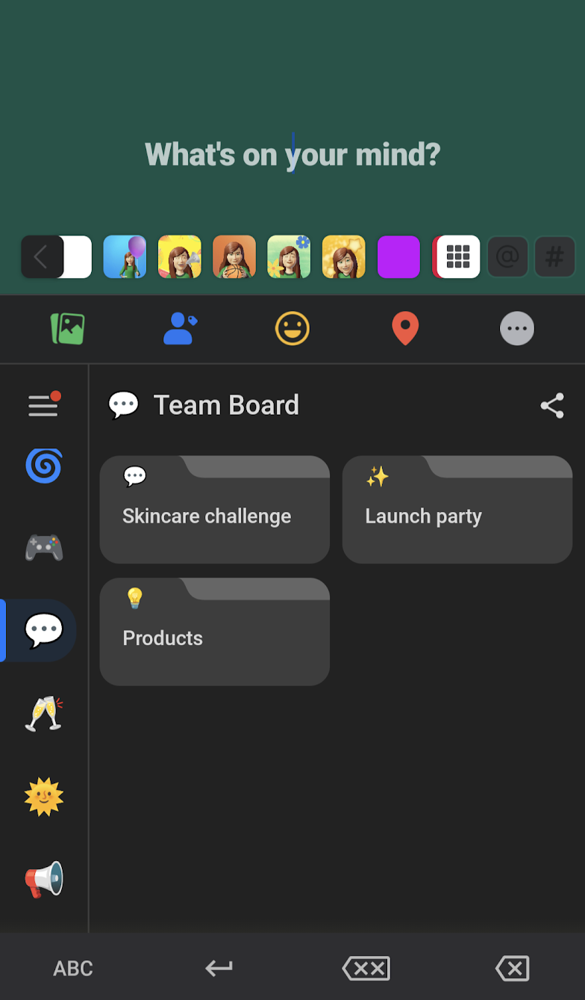 What's on your mind?
@ #
Team Board
Skincare challenge
Launch party
Products
ABC